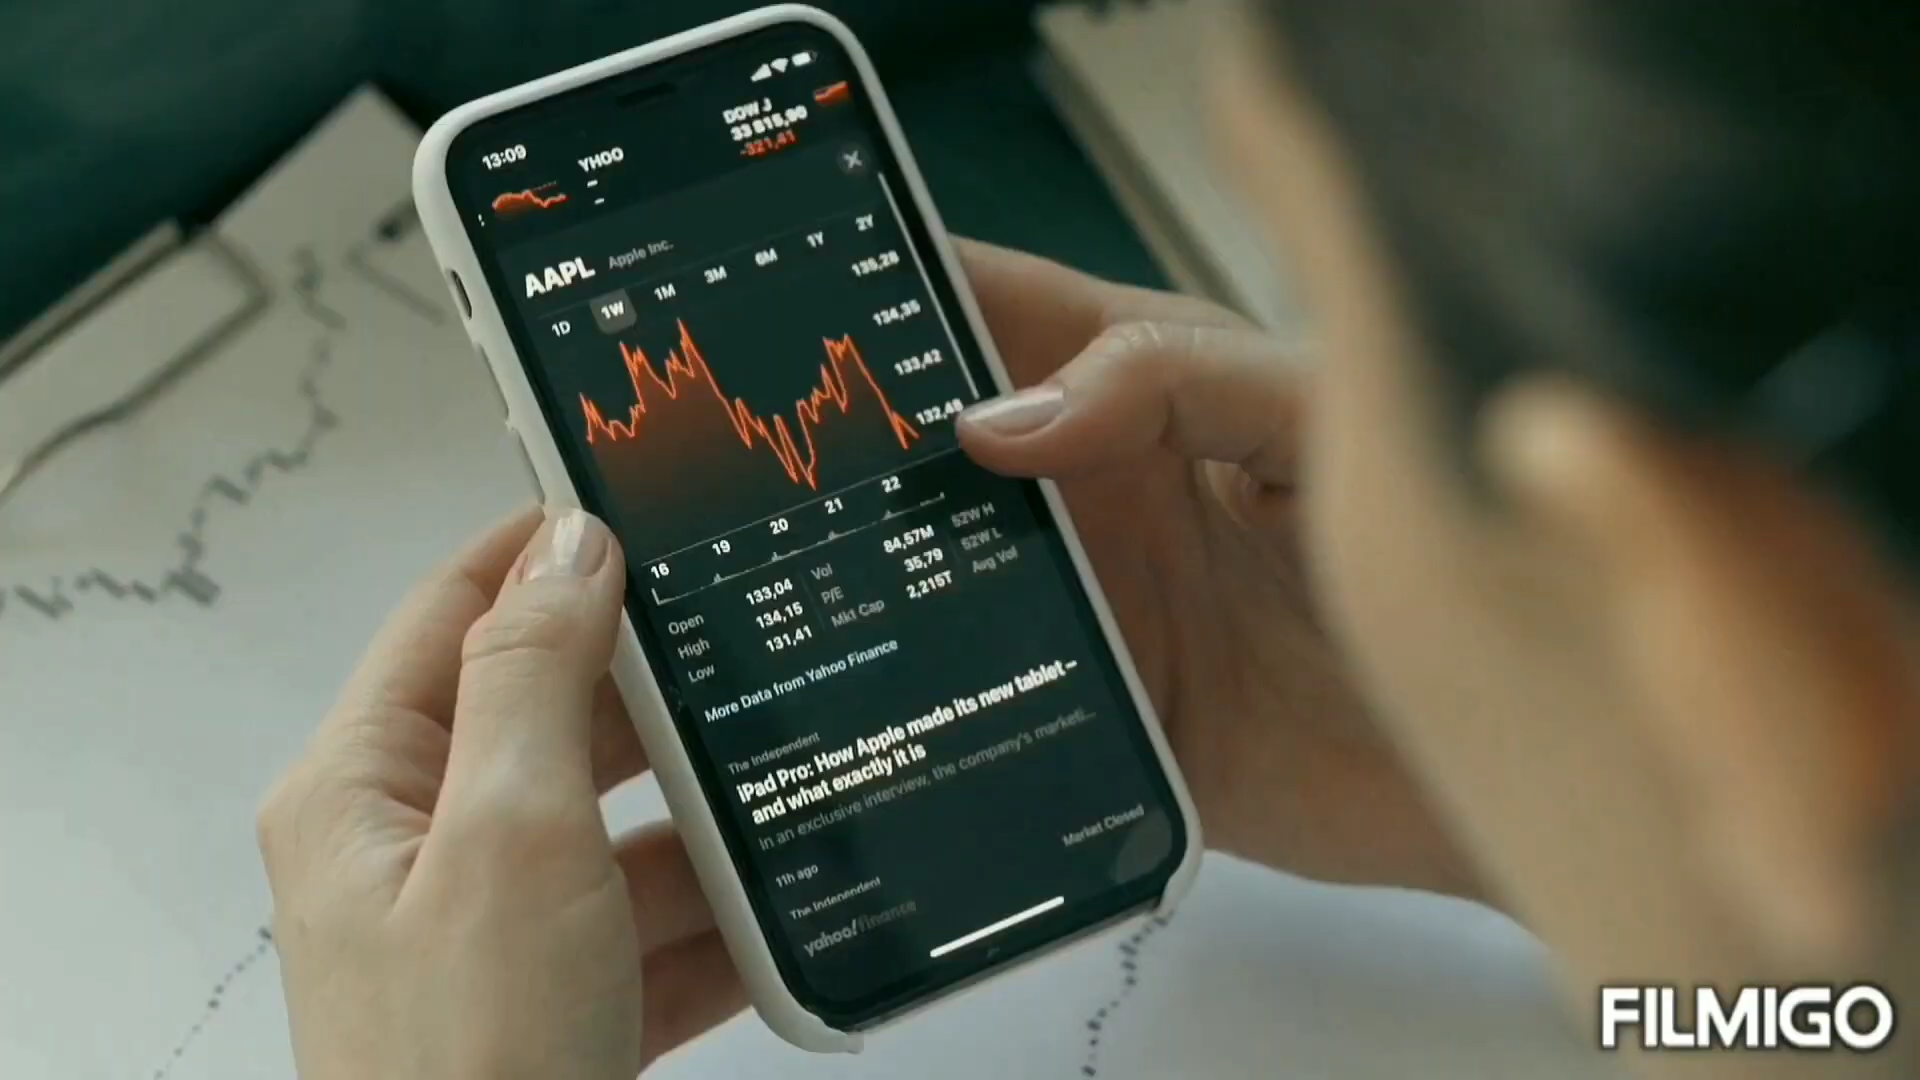 13:09
YHOO
–
–
DOW J
33 815,90
-321,41
AAPL Apple Inc.
1D 1W 1M 3M 6M 1Y 2Y
135,28
134,35
133,42
132,48
16 19 20 21 22
Open 133,04 Vol 84,57M 52W H
High 134,15 P/E 35,79 52W L
Low 131,41 Mkt Cap 2,215T Avg Vol
More Data from Yahoo Finance
The Independent
iPad Pro: How Apple made its new tablet –
and what exactly it is
In an exclusive interview, the company's marketi...
11h ago
The Independent
yahoo/finance
Market Closed
FILMIGO